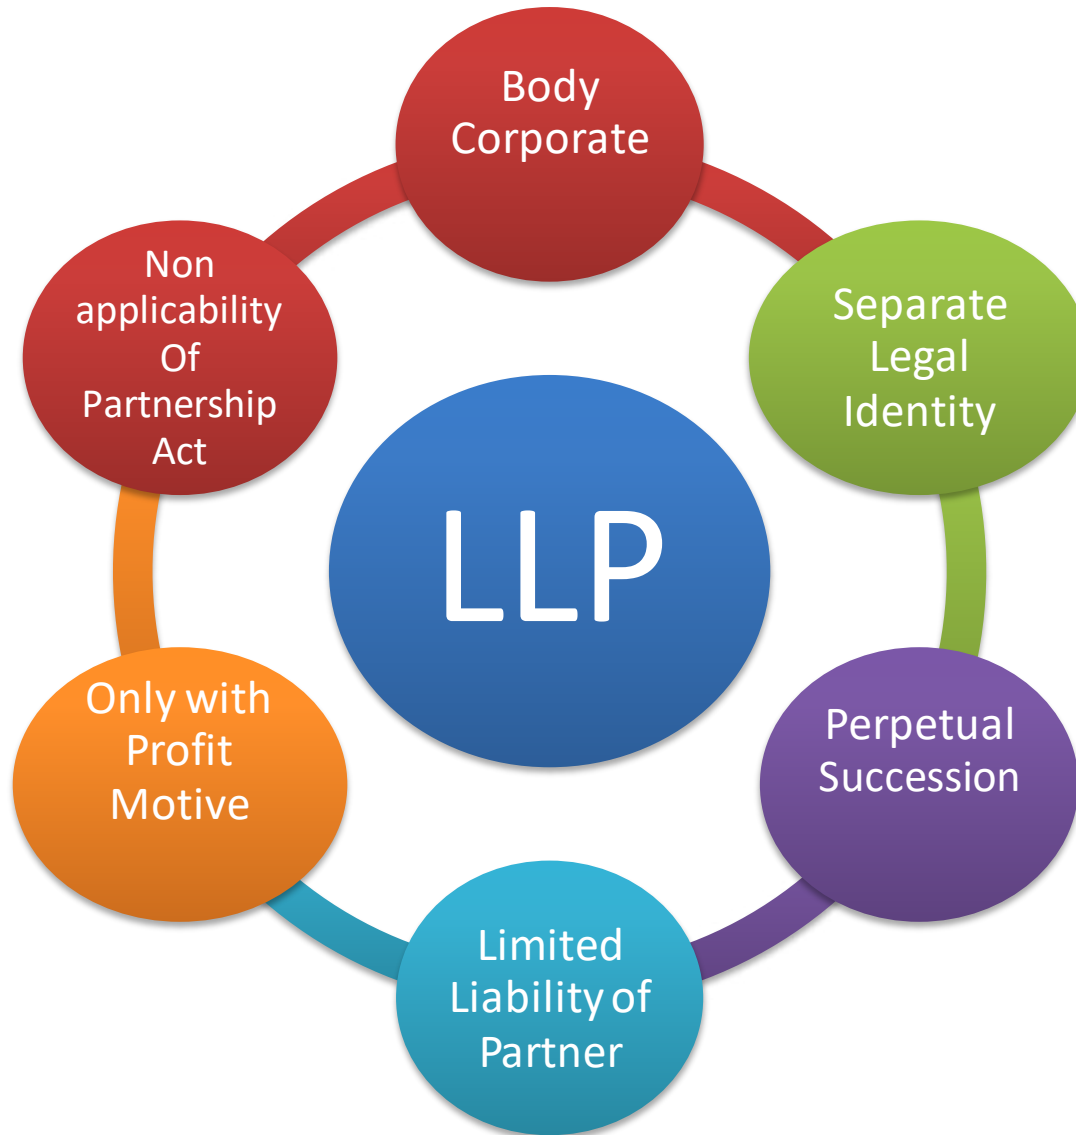 Body
Corporate
Separate
Legal
Identity
Perpetual
Succession
Limited
Liability of
Partner
Only with
Profit
Motive
Non
applicability
Of
Partnership
Act
LLP